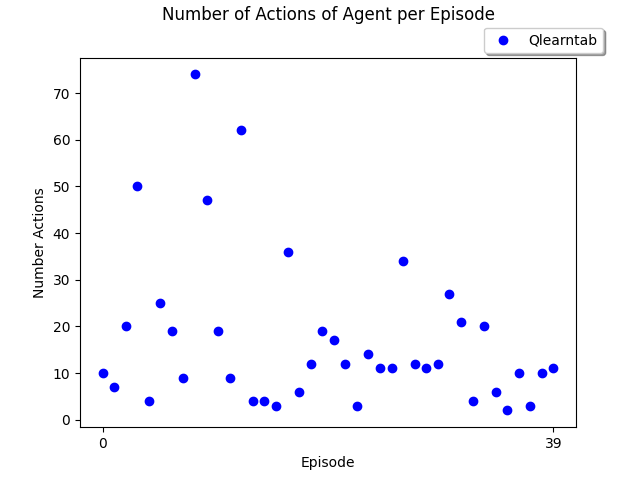 Number of Actions of Agent per Episode
Qlearntab
70
60
50
40
30
20
10
0
Number Actions
0 39
Episode